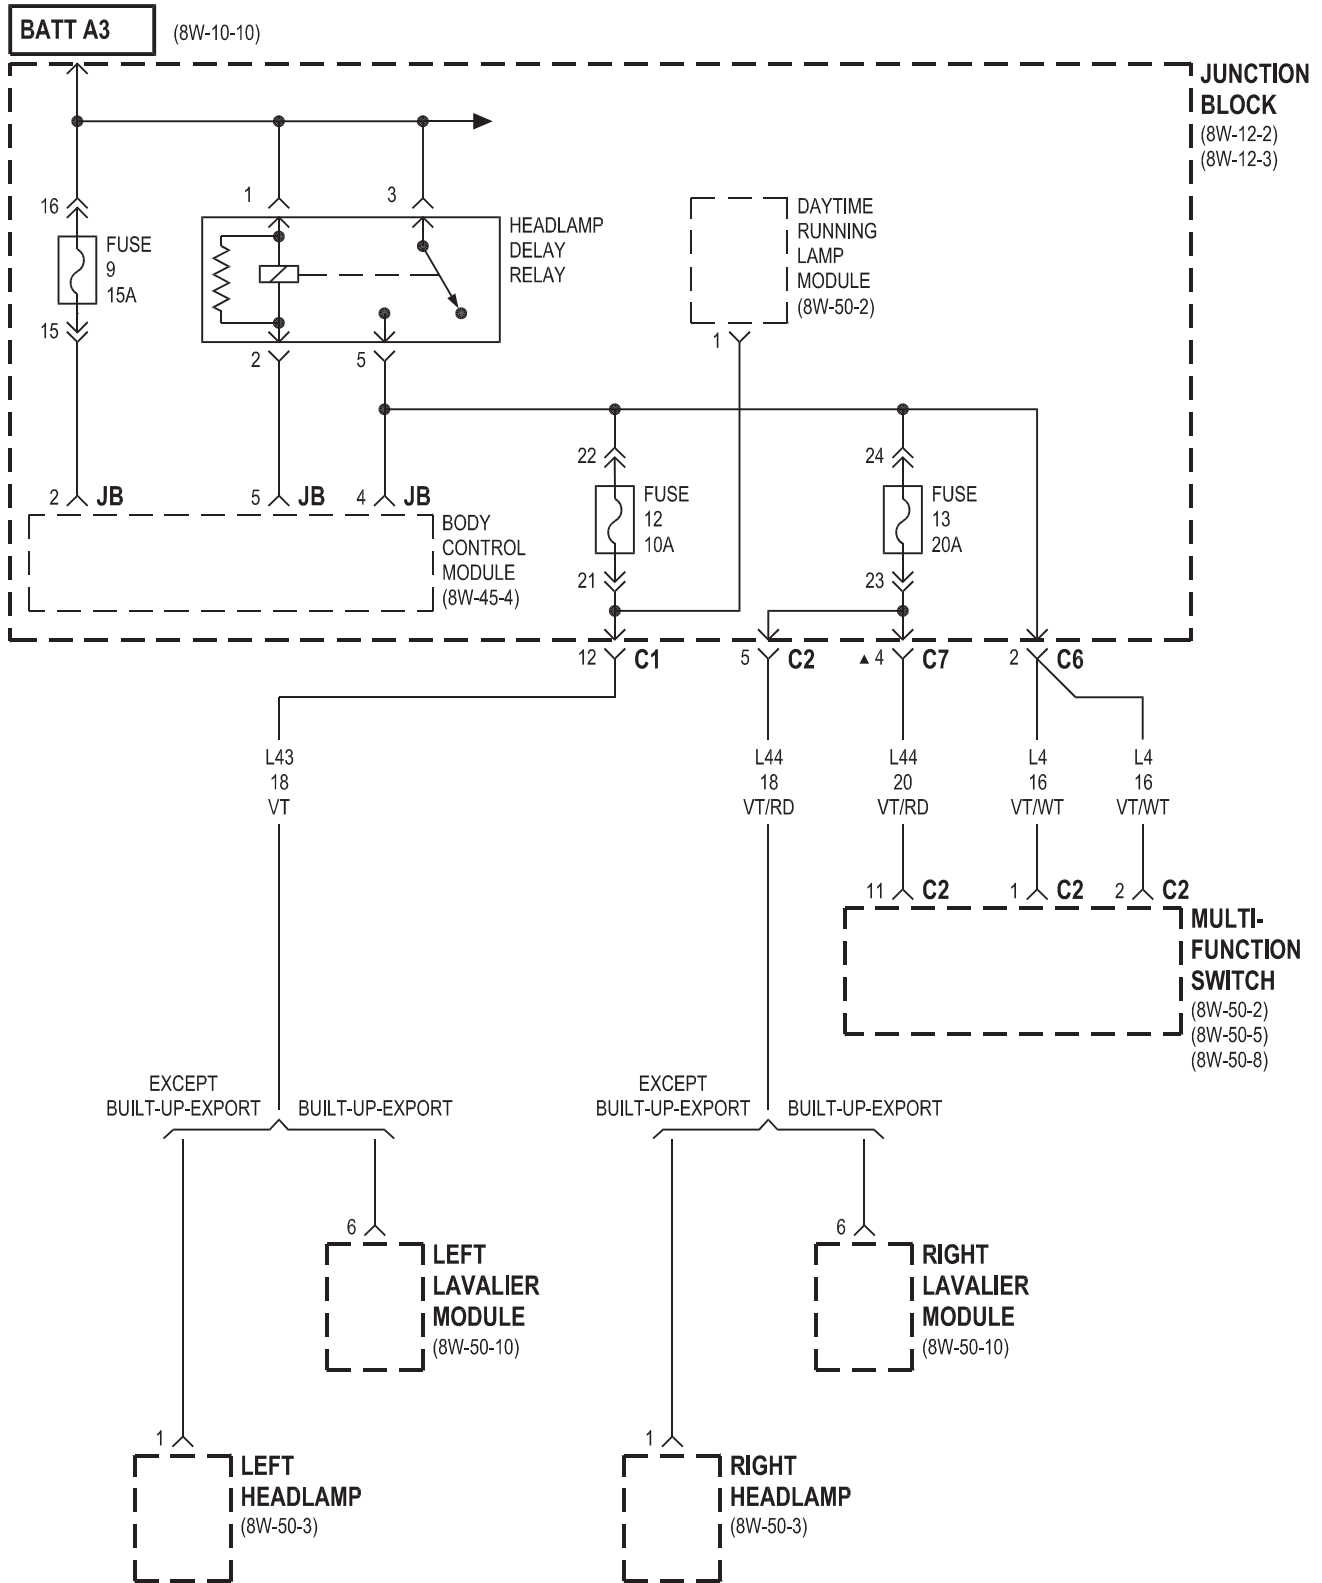 BATT A3
(8W-10-10)
JUNCTION
BLOCK
(8W-12-2)
(8W-12-3)
1
3
16
FUSE
9
15A
15
HEADLAMP
DELAY
RELAY
DAYTIME
RUNNING
LAMP
MODULE
(8W-50-2)
1
2
5
22
24
2 JB
5 JB
4 JB
FUSE
12
10A
FUSE
13
20A
BODY
CONTROL
MODULE
(8W-45-4)
21
23
12 C1
5 C2
▲ 4 C7
2 C6
L43
18
VT
L44
18
VT/RD
L44
20
VT/RD
L4
16
VT/WT
L4
16
VT/WT
11 C2
1 C2
2 C2
MULTI-
FUNCTION
SWITCH
(8W-50-2)
(8W-50-5)
(8W-50-8)
EXCEPT
BUILT-UP-EXPORT
BUILT-UP-EXPORT
EXCEPT
BUILT-UP-EXPORT
BUILT-UP-EXPORT
6
LEFT
LAVALIER
MODULE
(8W-50-10)
6
RIGHT
LAVALIER
MODULE
(8W-50-10)
1
LEFT
HEADLAMP
(8W-50-3)
1
RIGHT
HEADLAMP
(8W-50-3)